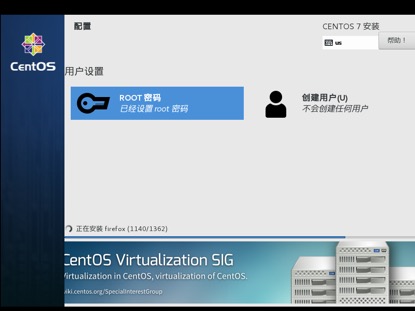 配置
CENTOS 7 安装
us
帮助！
CentOS
用户设置
ROOT 密码
已经设置 root 密码
创建用户(U)
不会创建任何用户
正在安装 firefox (1140/1362)
CentOS Virtualization SIG
Virtualization in CentOS, virtualization of CentOS.
wiki.centos.org/SpecialInterestGroup